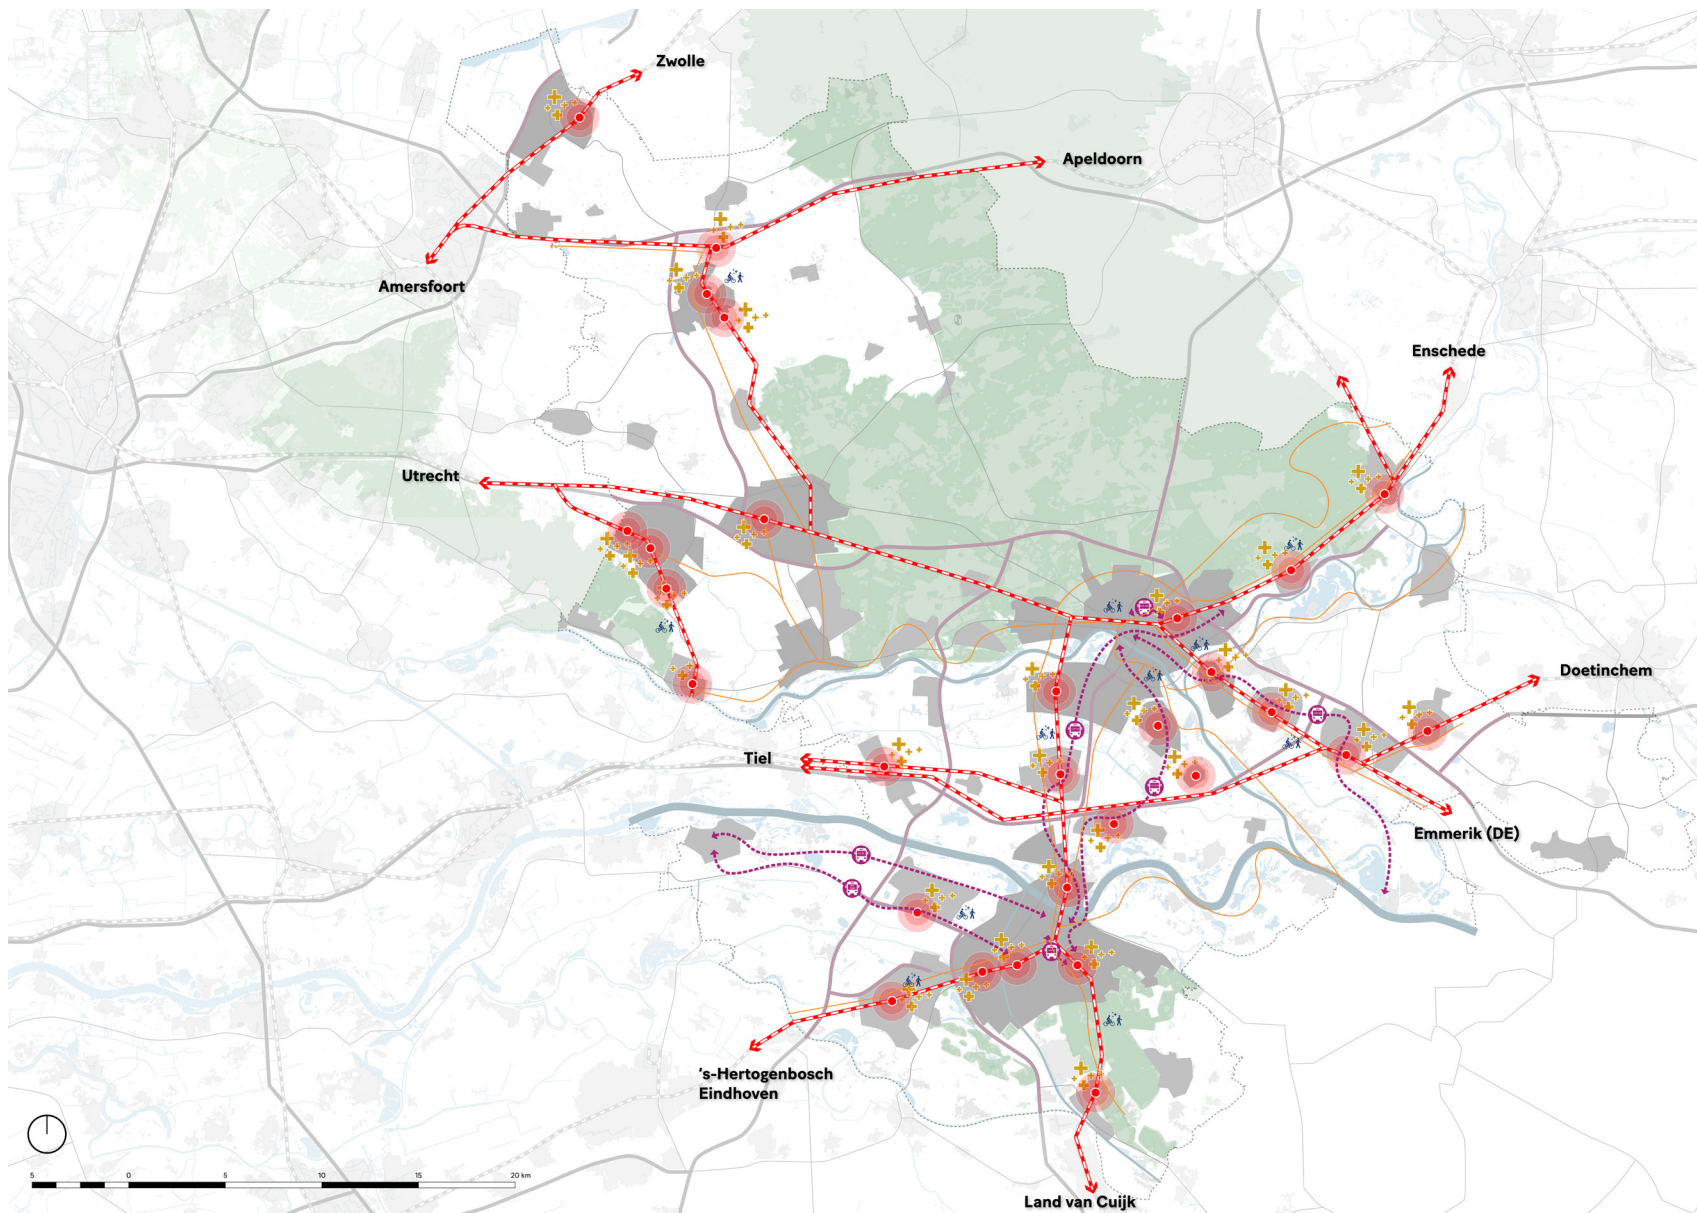 Zwolle
Apeldoorn
Amersfoort
Enschede
Utrecht
Doetinchem
Tiel
Emmerik (DE)
's-Hertogenbosch
Eindhoven
5 0 5 10 15 20 km
Land van Cuijk